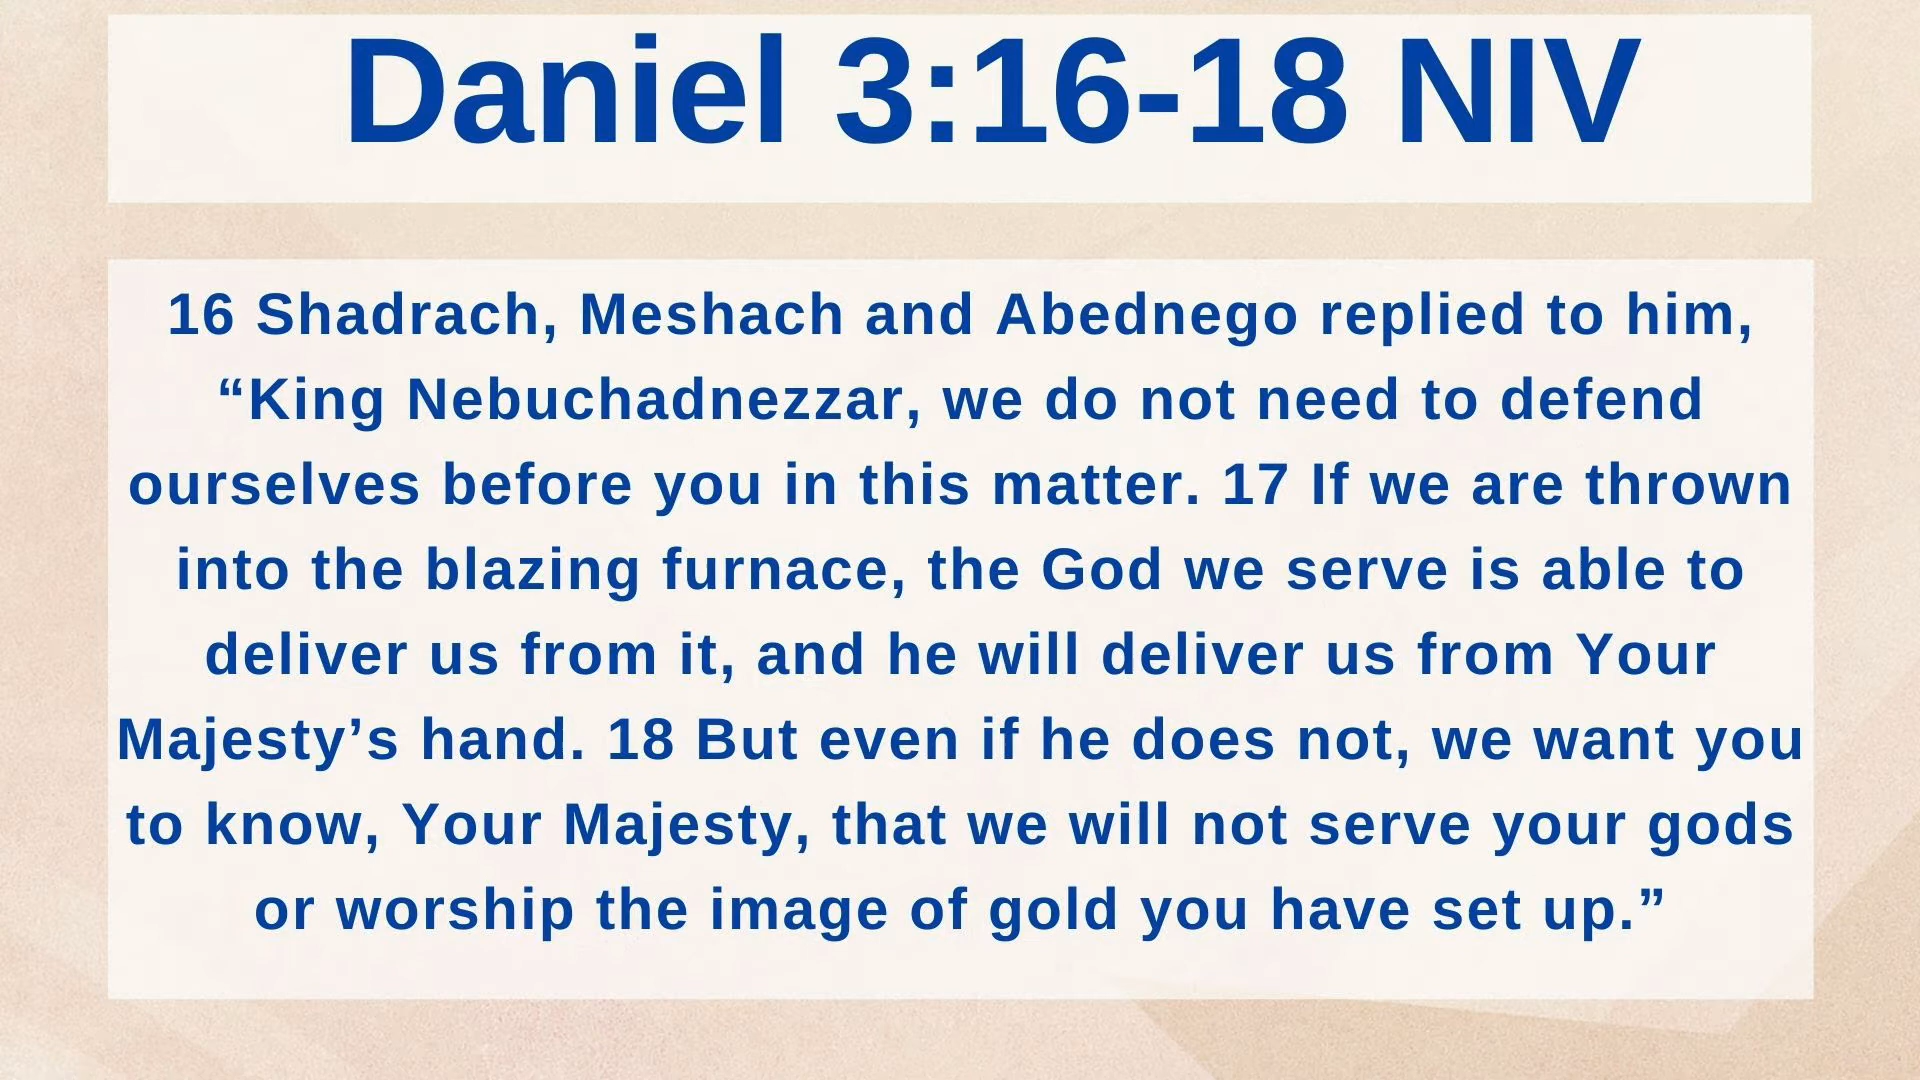 Daniel 3:16-18 NIV
16 Shadrach, Meshach and Abednego replied to him,
“King Nebuchadnezzar, we do not need to defend
ourselves before you in this matter. 17 If we are thrown
into the blazing furnace, the God we serve is able to
deliver us from it, and he will deliver us from Your
Majesty’s hand. 18 But even if he does not, we want you
to know, Your Majesty, that we will not serve your gods
or worship the image of gold you have set up.”